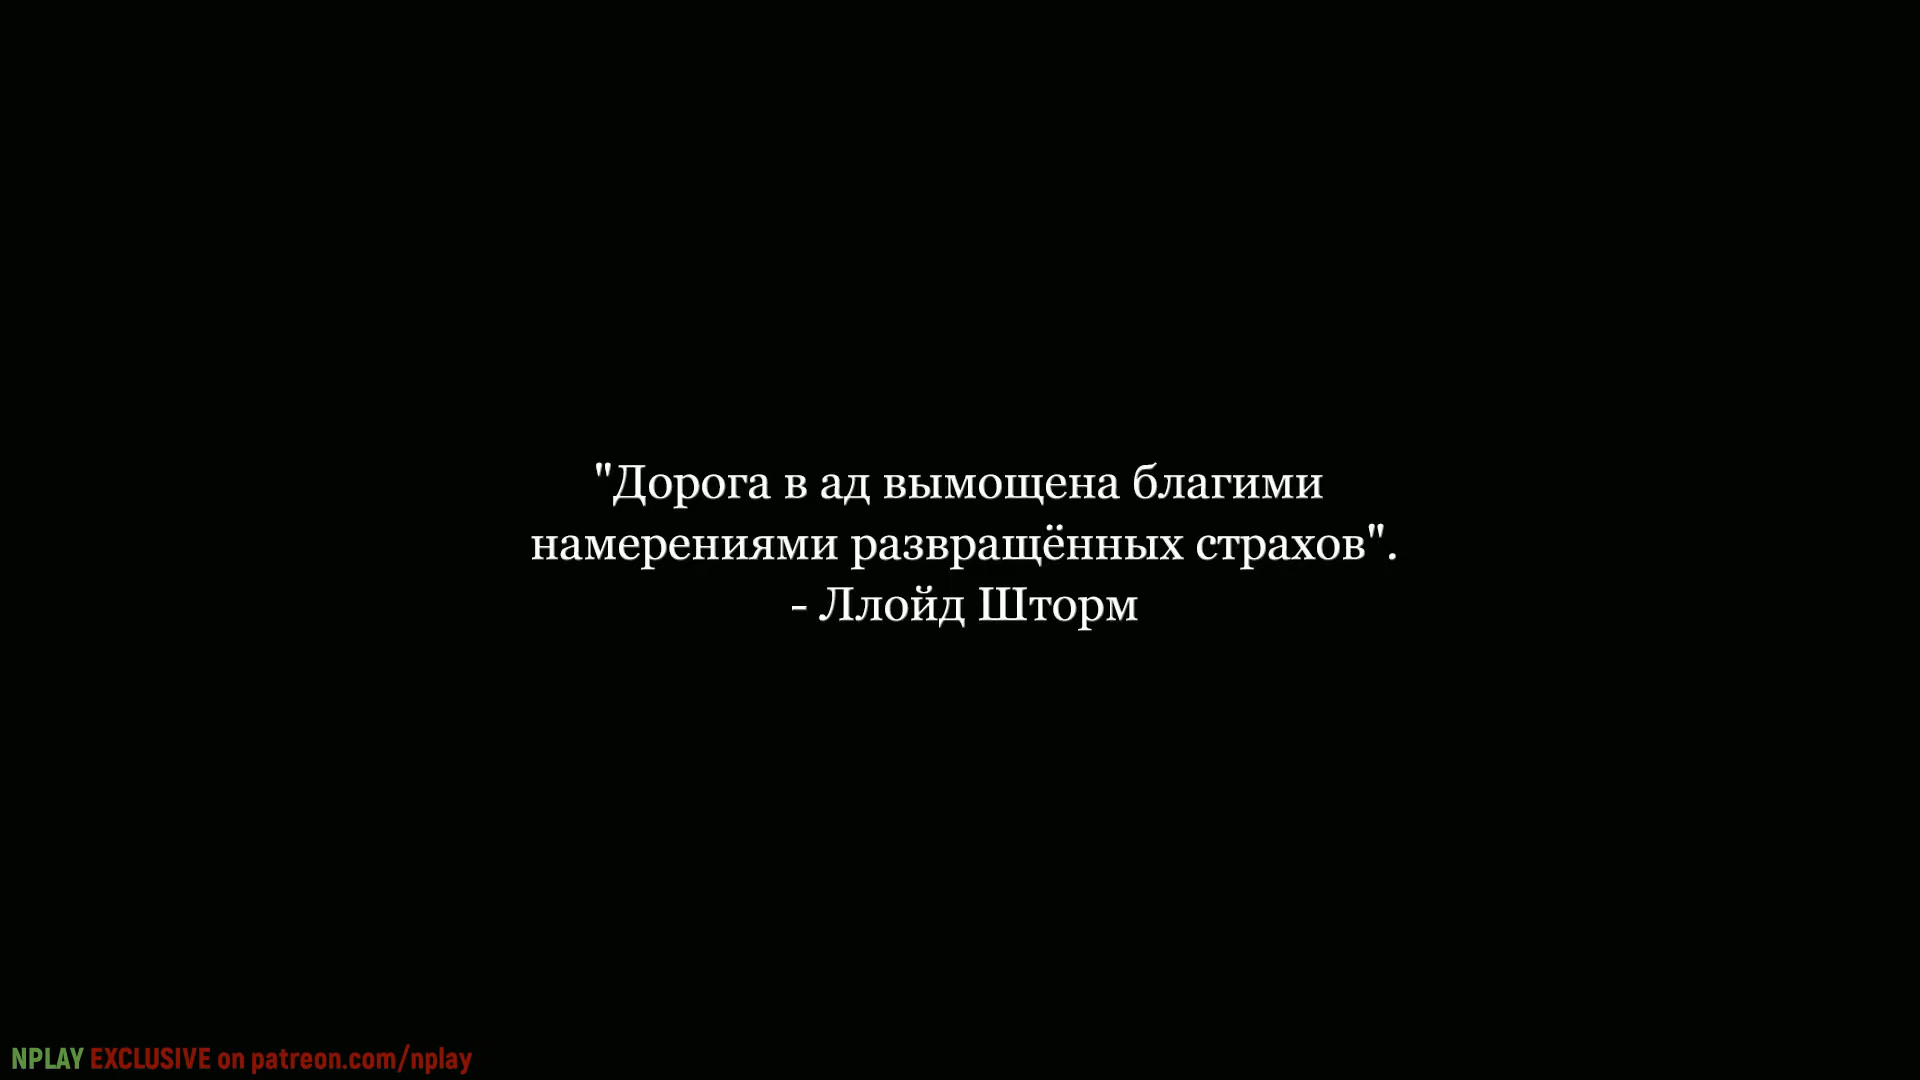 "Дорога в ад вымощена благими
намерениями развращённых страхов".
- Ллойд Шторм
NPLAY EXCLUSIVE on patreon.com/nplay